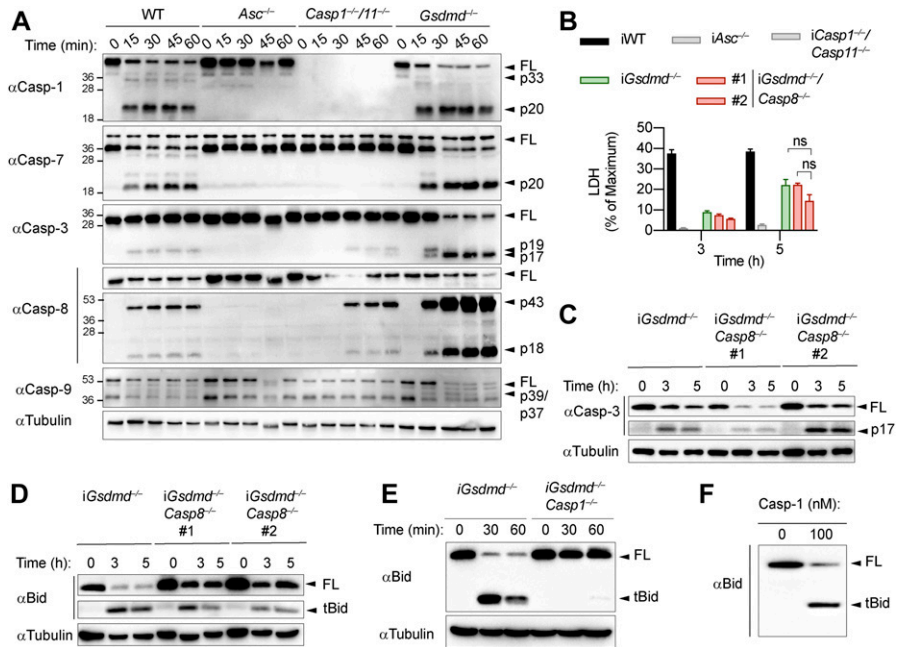 A
WT Asc–/– Casp1–/–/11–/– Gsdmd–/–
Time (min): 0 15 30 45 60 0 15 30 45 60 0 15 30 45 60 0 15 30 45 60
αCasp-1
36
18
FL
p33
p20
αCasp-7
36
18
FL
p20
αCasp-3
36
28
FL
p19
p17
αCasp-8
FL
53
36
28
p43
p18
αCasp-9
53
36
FL
p39/
p37
αTubulin
B
iWT iAsc–/– iCasp1–/–/
Casp11–/–
iGsdmd–/– #1 iGsdmd–/–/
#2 Casp8–/–
LDH
(% of Maximum)
50
40
30
20
10
0
ns
ns
3 5
Time (h)
C
iGsdmd–/– iGsdmd–/– iGsdmd–/–
Casp8–/– Casp8–/–
#1 #2
Time (h): 0 3 5 0 3 5 0 3 5
αCasp-3
FL
p17
αTubulin
D
iGsdmd–/– iGsdmd–/– iGsdmd–/–
Casp8–/– Casp8–/–
#1 #2
Time (h): 0 3 5 0 3 5 0 3 5
αBid
FL
tBid
αTubulin
E
iGsdmd–/– iGsdmd–/–
Casp1–/–
Time (min): 0 30 60 0 30 60
αBid
FL
tBid
αTubulin
F
Casp-1 (nM):
0 100
αBid
FL
tBid